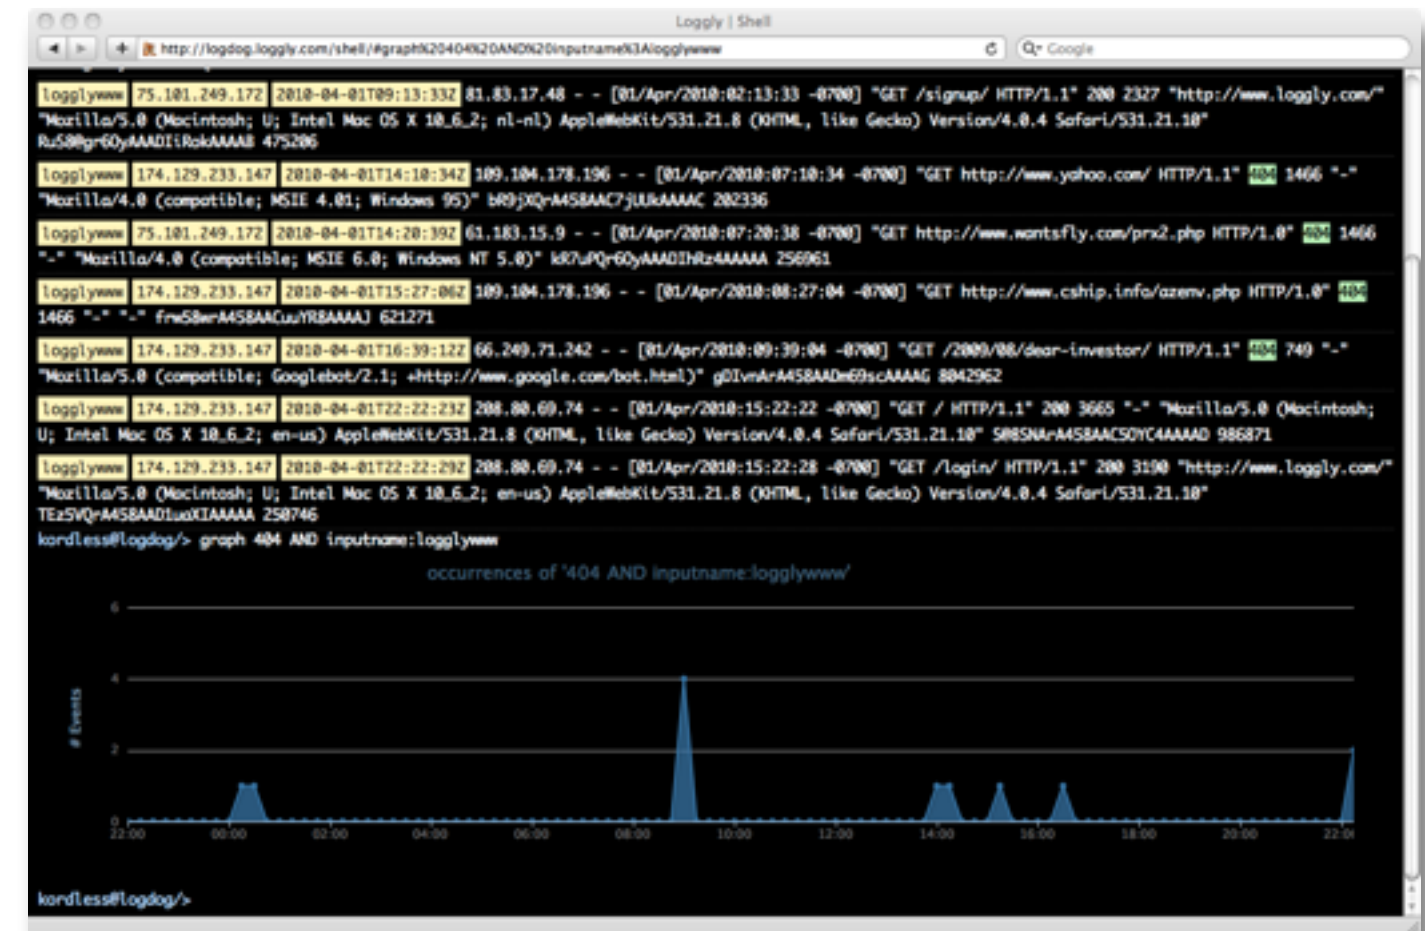 Loggly | Shell
http://logdog.loggly.com/shell/#graph%20404%20AND%20inputname%3Alogglywww
Google
logglywww 75.101.249.172 2010-04-01T09:13:33Z 81.83.17.48 - - [01/Apr/2010:02:13:33 -0700] "GET /signup/ HTTP/1.1" 200 2327 "http://www.loggly.com/"
"Mozilla/5.0 (Macintosh; U; Intel Mac OS X 10_6_2; nl-nl) AppleWebKit/531.21.8 (KHTML, like Gecko) Version/4.0.4 Safari/531.21.10"
475206
logglywww 174.129.233.147 2010-04-01T14:10:34Z 109.104.178.196 - - [01/Apr/2010:07:10:34 -0700] "GET http://www.yahoo.com/ HTTP/1.1" 404 1466 "-"
"Mozilla/4.0 (compatible; MSIE 4.01; Windows 95)" bR9jXQrA458AAC7jUUkAAAAC 202336
logglywww 75.101.249.172 2010-04-01T14:20:39Z 61.183.15.9 - - [01/Apr/2010:07:20:38 -0700] "GET http://www.wantsfly.com/prx2.php HTTP/1.0" 404 1466
"-" "Mozilla/4.0 (compatible; MSIE 6.0; Windows NT 5.0)" kR7uPQr6OyAAADIhRz4AAAAA 256961
logglywww 174.129.233.147 2010-04-01T15:27:06Z 109.104.178.196 - - [01/Apr/2010:08:27:04 -0700] "GET http://www.cship.info/azenv.php HTTP/1.0" 404
1466 "-" "-" frwS8wrA458AACuuYR8AAAAJ 621271
logglywww 174.129.233.147 2010-04-01T16:39:12Z 66.249.71.242 - - [01/Apr/2010:09:39:04 -0700] "GET /2009/08/dear-investor/ HTTP/1.1" 404 749 "-"
"Mozilla/5.0 (compatible; Googlebot/2.1; +http://www.google.com/bot.html)" gDIvnArA458AADm69scAAAAG 8042962
logglywww 174.129.233.147 2010-04-01T22:22:23Z 208.80.69.74 - - [01/Apr/2010:15:22:22 -0700] "GET / HTTP/1.1" 200 3665 "-" "Mozilla/5.0 (Macintosh;
U; Intel Mac OS X 10_6_2; en-us) AppleWebKit/531.21.8 (KHTML, like Gecko) Version/4.0.4 Safari/531.21.10" 986871
logglywww 174.129.233.147 2010-04-01T22:22:29Z 208.80.69.74 - - [01/Apr/2010:15:22:28 -0700] "GET /login/ HTTP/1.1" 200 3190 "http://www.loggly.com/"
"Mozilla/5.0 (Macintosh; U; Intel Mac OS X 10_6_2; en-us) AppleWebKit/531.21.8 (KHTML, like Gecko) Version/4.0.4 Safari/531.21.10"
TEzSVQrA458AAD1uaXIAAAAA 250746
kordless@logdog/> graph 404 AND inputname:logglywww
occurrences of '404 AND inputname:logglywww'
6
4
# Events
2
0
22:00 00:00 02:00 04:00 06:00 08:00 10:00 12:00 14:00 16:00 18:00 20:00
kordless@logdog/>